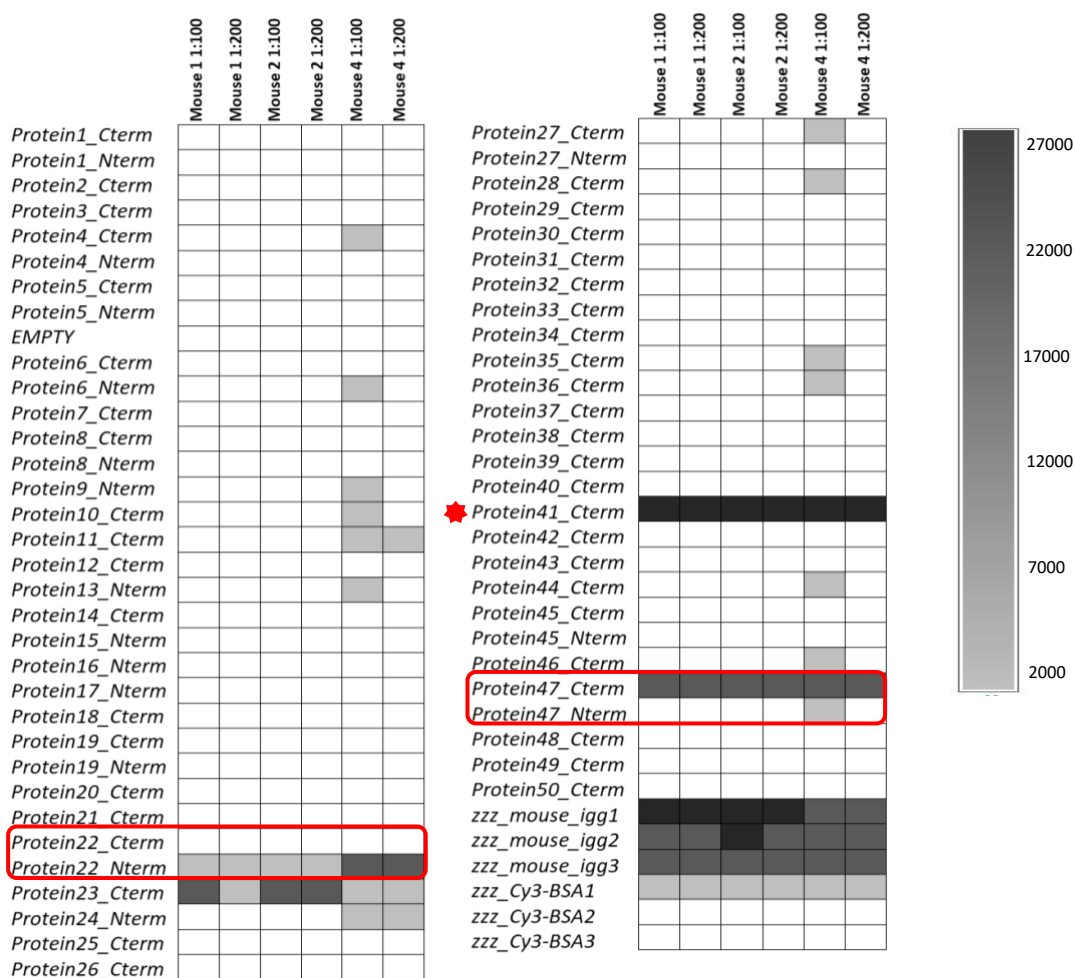 Mouse 1 1:100
Mouse 1 1:200
Mouse 2 1:100
Mouse 2 1:200
Mouse 4 1:100
Mouse 4 1:200
Protein1_Cterm
Protein1_Nterm
Protein2_Cterm
Protein3_Cterm
Protein4_Cterm
Protein4_Nterm
Protein5_Cterm
Protein5_Nterm
EMPTY
Protein6_Cterm
Protein6_Nterm
Protein7_Cterm
Protein8_Cterm
Protein8_Nterm
Protein9_Nterm
Protein10_Cterm
Protein11_Cterm
Protein12_Cterm
Protein13_Nterm
Protein14_Cterm
Protein15_Nterm
Protein16_Nterm
Protein17_Nterm
Protein18_Cterm
Protein19_Cterm
Protein19_Nterm
Protein20_Cterm
Protein21_Cterm
Protein22_Cterm
Protein22_Nterm
Protein23_Cterm
Protein24_Nterm
Protein25_Cterm
Protein26_Cterm
Mouse 1 1:100
Mouse 1 1:200
Mouse 2 1:100
Mouse 2 1:200
Mouse 4 1:100
Mouse 4 1:200
Protein27_Cterm
Protein27_Nterm
Protein28_Cterm
Protein29_Cterm
Protein30_Cterm
Protein31_Cterm
Protein32_Cterm
Protein33_Cterm
Protein34_Cterm
Protein35_Cterm
Protein36_Cterm
Protein37_Cterm
Protein38_Cterm
Protein39_Cterm
Protein40_Cterm
Protein41_Cterm
Protein42_Cterm
Protein43_Cterm
Protein44_Cterm
Protein45_Cterm
Protein45_Nterm
Protein46_Cterm
Protein47_Cterm
Protein47_Nterm
Protein48_Cterm
Protein49_Cterm
Protein50_Cterm
zzz_mouse_igg1
zzz_mouse_igg2
zzz_mouse_igg3
zzz_Cy3-BSA1
zzz_Cy3-BSA2
zzz_Cy3-BSA3
27000
22000
17000
12000
7000
2000